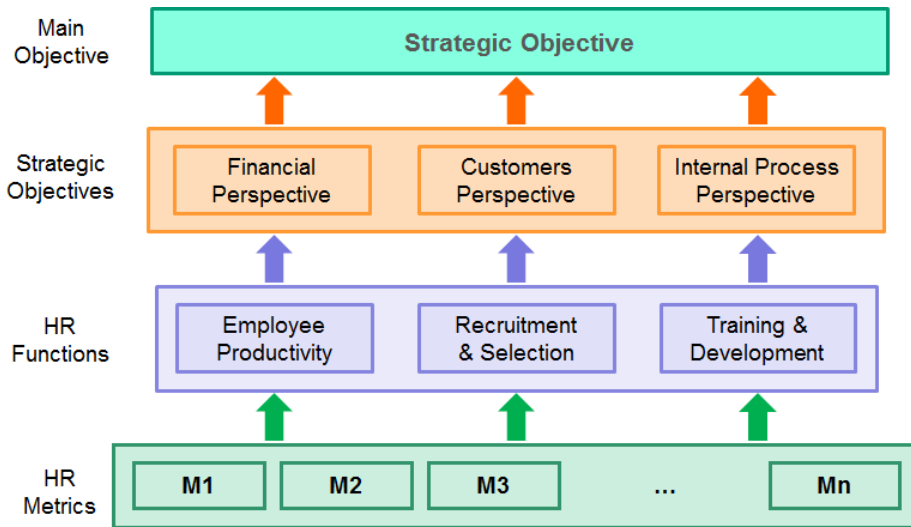 Main
Objective
Strategic Objective
Strategic
Objectives
Financial
Perspective
Customers
Perspective
Internal Process
Perspective
HR
Functions
Employee
Productivity
Recruitment
& Selection
Training &
Development
HR
Metrics
M1
M2
M3
...
Mn